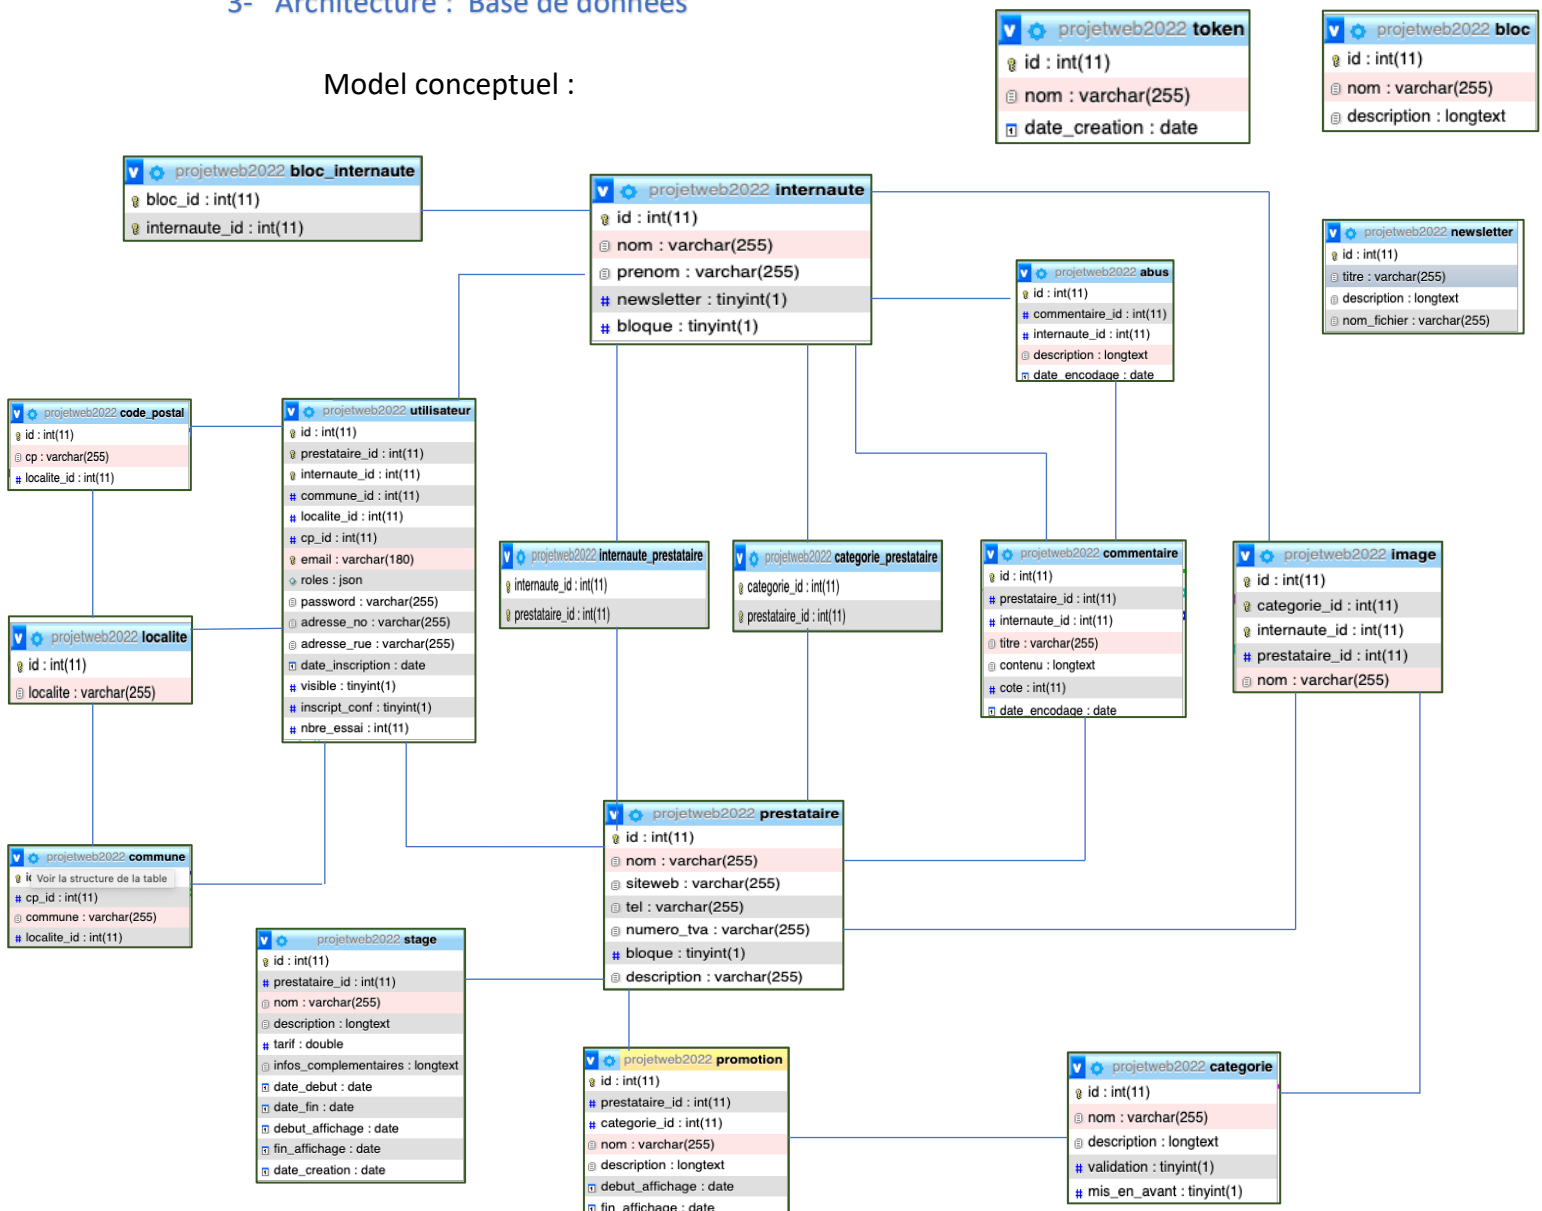 3- Architecture : Base de données
Model conceptuel :
projetweb2022 token
id : int(11)
nom : varchar(255)
date_creation : date
projetweb2022 bloc
id : int(11)
nom : varchar(255)
description : longtext
projetweb2022 bloc_internaute
bloc_id : int(11)
internaute_id : int(11)
projetweb2022 internaute
id : int(11)
nom : varchar(255)
prenom : varchar(255)
newsletter : tinyint(1)
bloque : tinyint(1)
projetweb2022 abus
id : int(11)
commentaire_id : int(11)
internaute_id : int(11)
description : longtext
date_encodage : date
projetweb2022 newsletter
id : int(11)
titre : varchar(255)
description : longtext
nom_fichier : varchar(255)
projetweb2022 code_postal
id : int(11)
cp : varchar(255)
localite_id : int(11)
projetweb2022 utilisateur
id : int(11)
prestataire_id : int(11)
internaute_id : int(11)
commune_id : int(11)
localite_id : int(11)
cp_id : int(11)
email : varchar(180)
roles : json
password : varchar(255)
adresse_no : varchar(255)
adresse_rue : varchar(255)
date_inscription : date
visible : tinyint(1)
inscript_conf : tinyint(1)
nbre_essai : int(11)
projetweb2022 internaute_prestataire
internaute_id : int(11)
prestataire_id : int(11)
projetweb2022 categorie_prestataire
categorie_id : int(11)
prestataire_id : int(11)
projetweb2022 commentaire
id : int(11)
prestataire_id : int(11)
internaute_id : int(11)
titre : varchar(255)
contenu : longtext
cote : int(11)
date_encodage : date
projetweb2022 image
id : int(11)
categorie_id : int(11)
internaute_id : int(11)
prestataire_id : int(11)
nom : varchar(255)
projetweb2022 localite
id : int(11)
localite : varchar(255)
projetweb2022 commune
Voir la structure de la table
cp_id : int(11)
commune : varchar(255)
localite_id : int(11)
projetweb2022 prestataire
id : int(11)
nom : varchar(255)
siteweb : varchar(255)
tel : varchar(255)
numero_tva : varchar(255)
bloque : tinyint(1)
description : varchar(255)
projetweb2022 stage
id : int(11)
prestataire_id : int(11)
nom : varchar(255)
description : longtext
tarif : double
infos_complementaires : longtext
date_debut : date
date_fin : date
debut_affichage : date
fin_affichage : date
date_creation : date
projetweb2022 promotion
id : int(11)
prestataire_id : int(11)
categorie_id : int(11)
nom : varchar(255)
description : longtext
debut_affichage : date
fin_affichage : date
projetweb2022 categorie
id : int(11)
nom : varchar(255)
description : longtext
validation : tinyint(1)
mis_en_avant : tinyint(1)